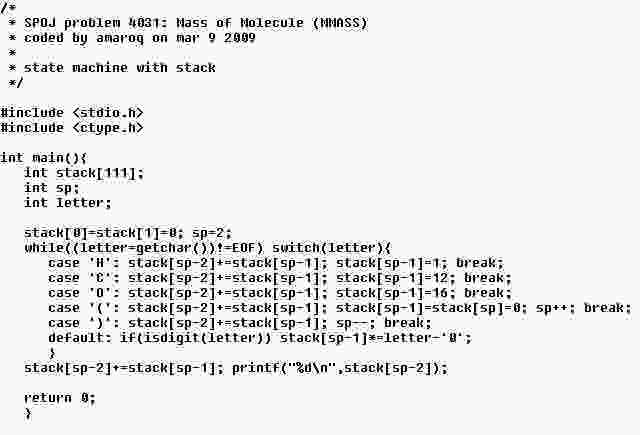 /*
 * SPOJ problem 4031: Mass of Molecule (MMASS)
 * coded by amaroq on mar 9 2009
 *
 * state machine with stack
 */

#include <stdio.h>
#include <ctype.h>

int main(){
   int stack[111];
   int sp;
   int letter;

   stack[0]=stack[1]=0; sp=2;
   while((letter=getchar())!=EOF) switch(letter){
      case 'H': stack[sp-2]+=stack[sp-1]; stack[sp-1]=1; break;
      case 'C': stack[sp-2]+=stack[sp-1]; stack[sp-1]=12; break;
      case 'O': stack[sp-2]+=stack[sp-1]; stack[sp-1]=16; break;
      case '(': stack[sp-2]+=stack[sp-1]; stack[sp-1]=stack[sp]=0; sp++; break;
      case ')': stack[sp-2]+=stack[sp-1]; sp--; break;
      default: if(isdigit(letter)) stack[sp-1]*=letter-'0';
      }
   stack[sp-2]+=stack[sp-1]; printf("%d\n",stack[sp-2]);

   return 0;
   }